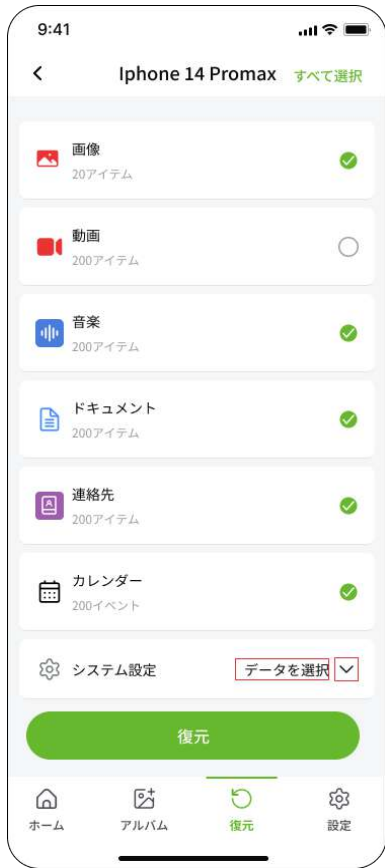 9:41
Iphone 14 Promax すべて選択
画像
20アイテム
動画
200アイテム
音楽
200アイテム
ドキュメント
200アイテム
連絡先
200アイテム
カレンダー
200イベント
システム設定 データを選択
復元
ホーム アルバム 復元 設定